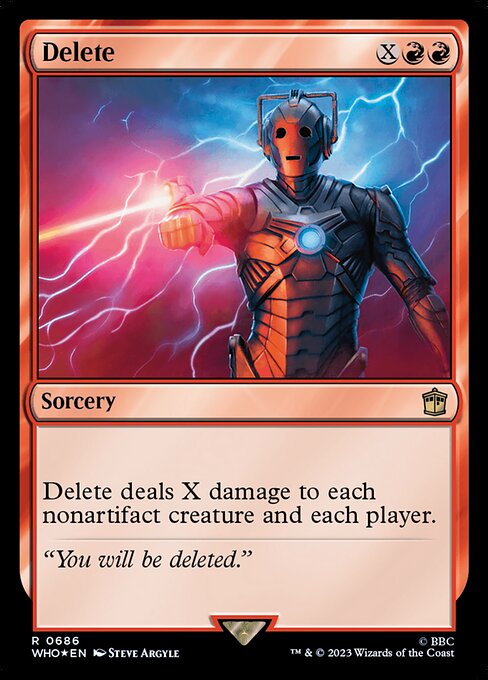 Delete X
Sorcery
Delete deals X damage to each
nonartifact creature and each player.
“You will be deleted.”
R 0686
WHO★EN Steve Argyle
© BBC
™ & © 2023 Wizards of the Coast